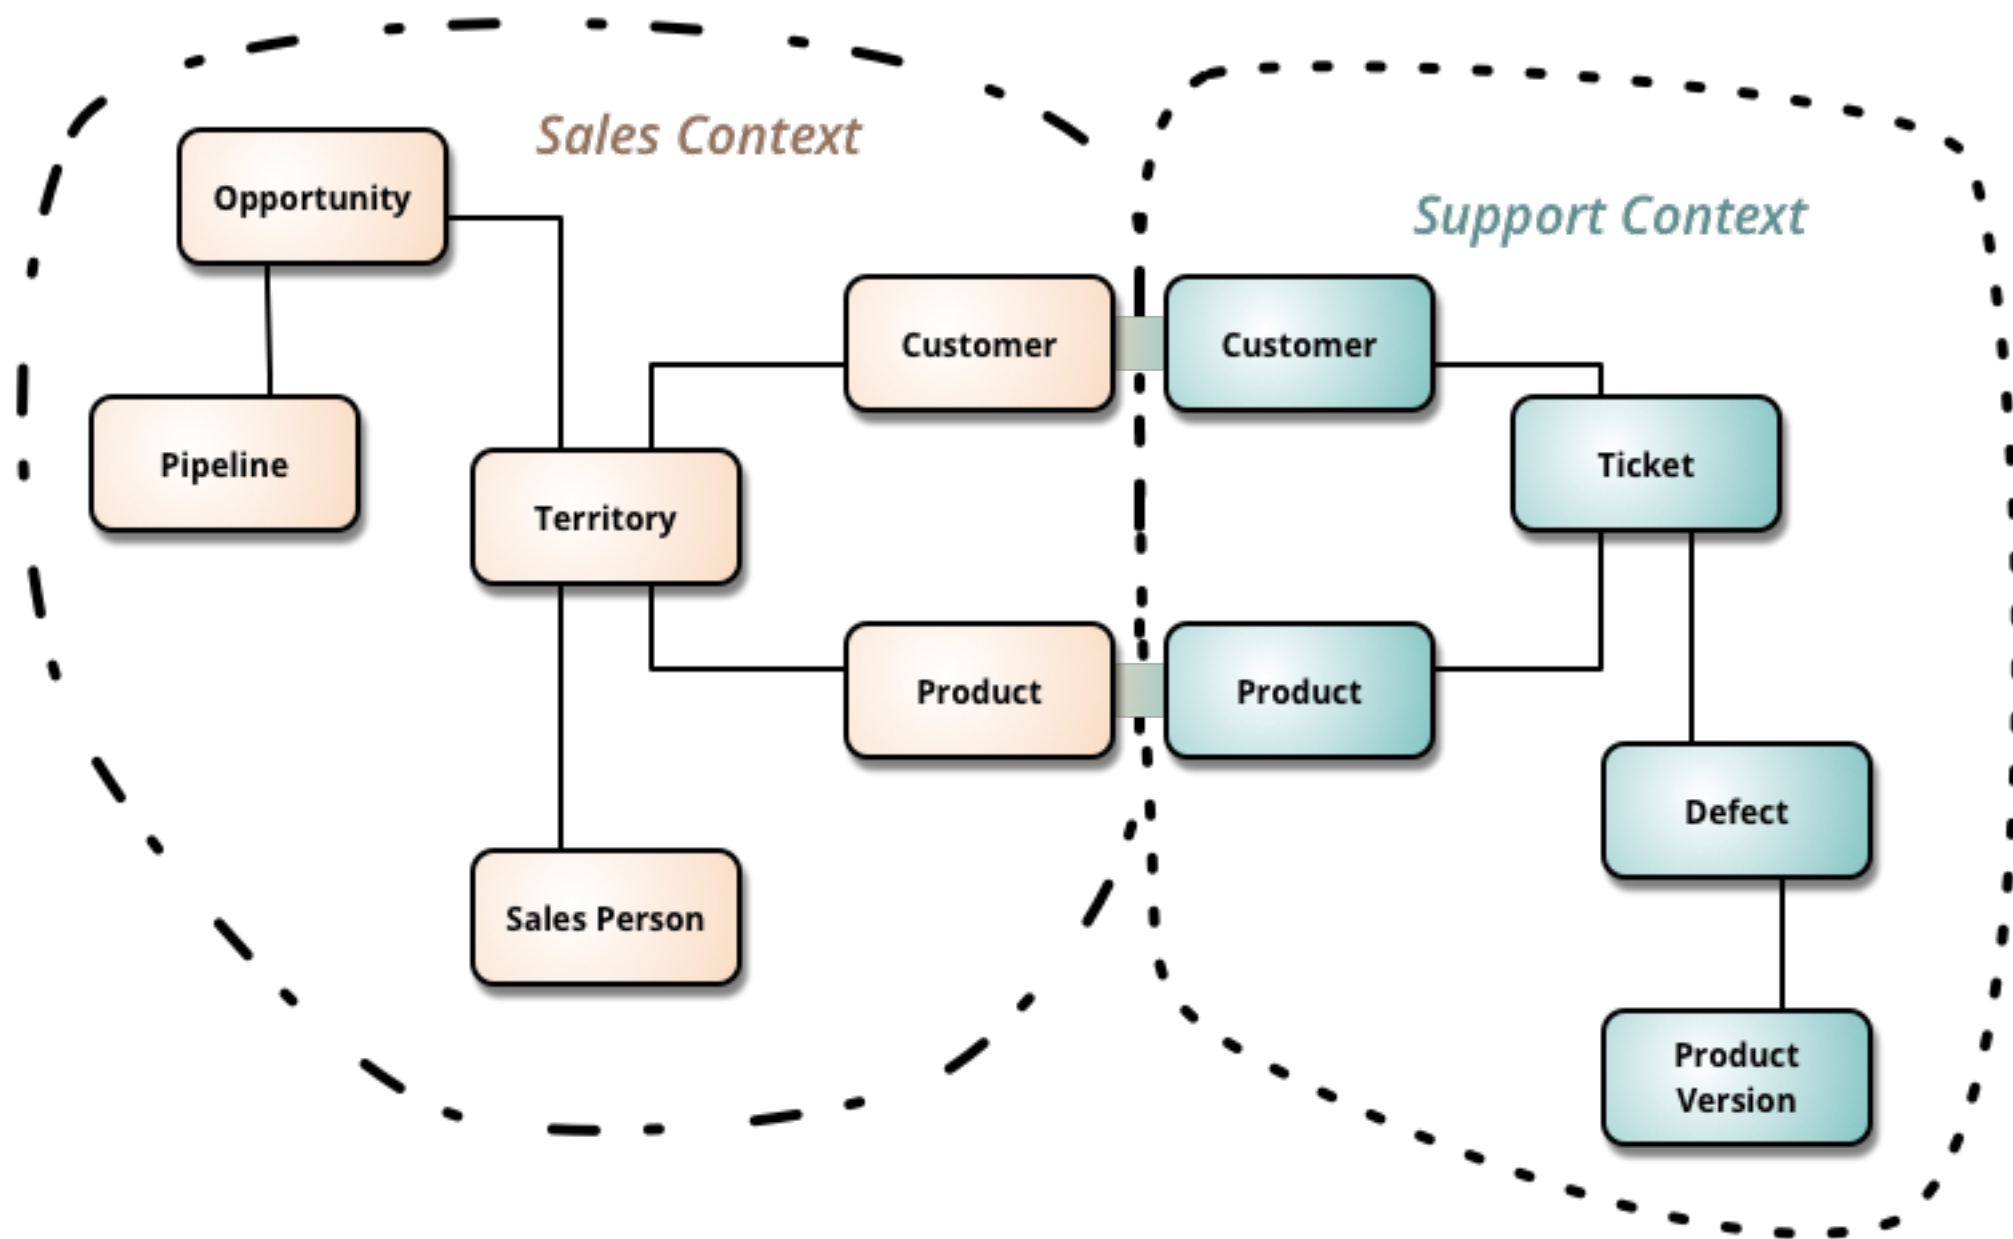 Sales Context
Opportunity
Support Context
Customer
Customer
Pipeline
Ticket
Territory
Product
Product
Defect
Sales Person
Product
Version